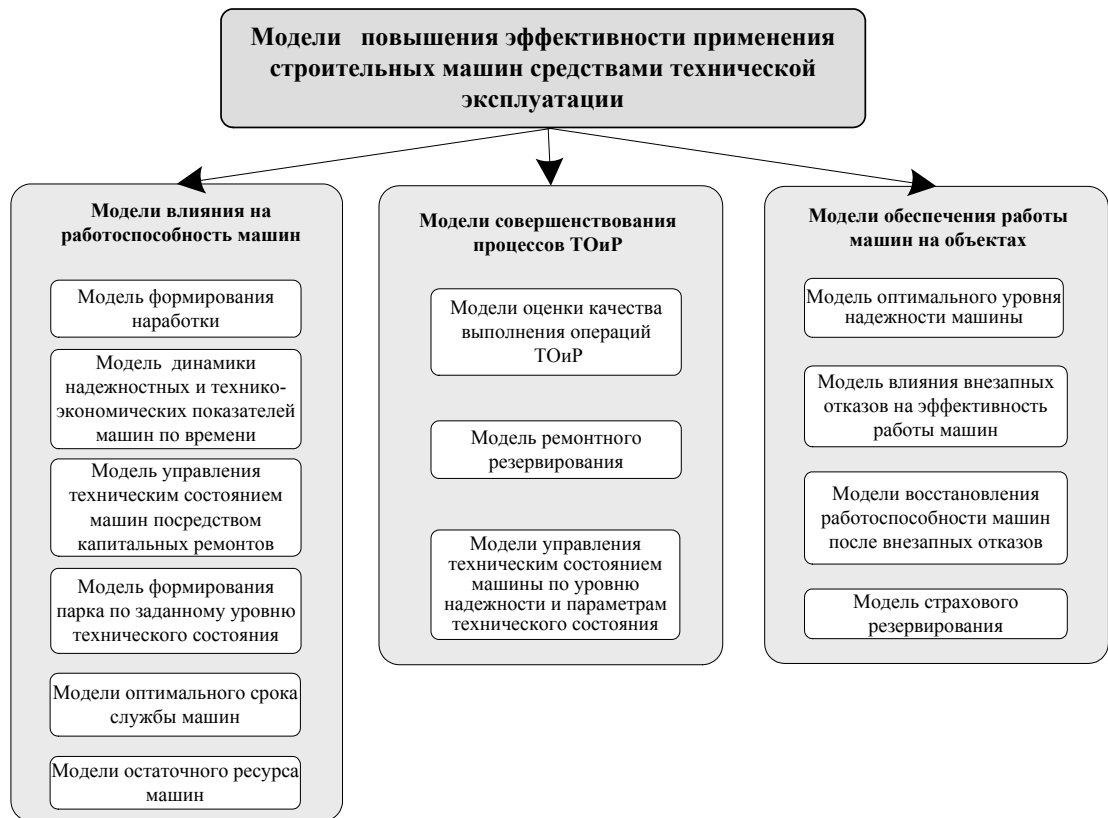 Модели повышения эффективности применения
строительных машин средствами технической
эксплуатации
Модели влияния на
работоспособность машин
Модель формирования
наработки
Модель динамики
надежностных и технико-
экономических показателей
машин по времени
Модель управления
техническим состоянием
машин посредством
капитальных ремонтов
Модель формирования
парка по заданному уровню
технического состояния
Модели оптимального срока
службы машин
Модели остаточного ресурса
машин
Модели совершенствования
процессов ТОиР
Модели оценки качества
выполнения операций
ТОиР
Модель ремонтного
резервирования
Модели управления
техническим состоянием
машины по уровню
надежности и параметрам
технического состояния
Модели обеспечения работы
машин на объектах
Модель оптимального уровня
надежности машины
Модель влияния внезапных
отказов на эффективность
работы машин
Модели восстановления
работоспособности машин
после внезапных отказов
Модель страхового
резервирования